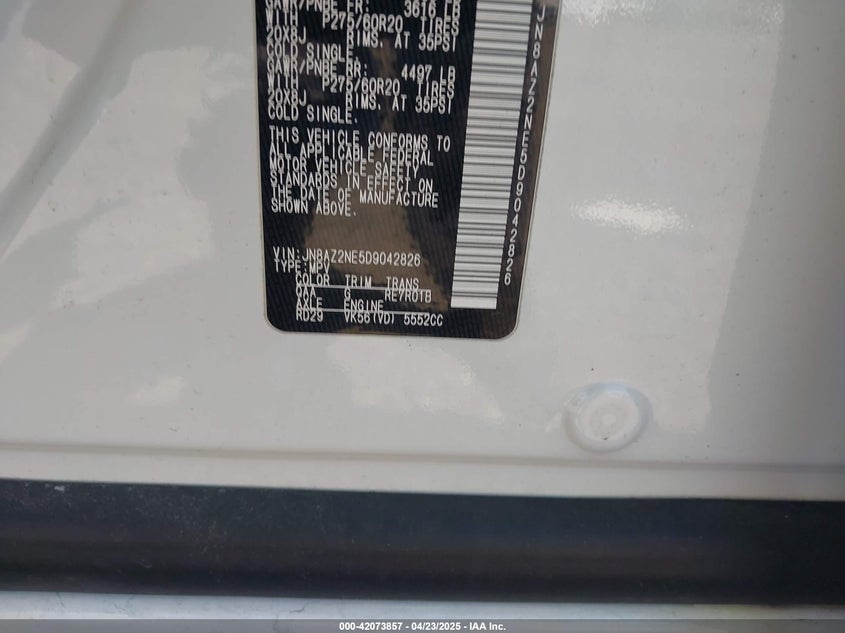 GAWR/PNBE FR: 3616 LB
WITH P275/60R20 TIRES
20X8J RIMS, AT 35PSI
COLD SINGLE.
GAWR/PNBE RR: 4497 LB
WITH P275/60R20 TIRES
20X8J RIMS, AT 35PSI
COLD SINGLE.
THIS VEHICLE CONFORMS TO
ALL APPLICABLE FEDERAL
MOTOR VEHICLE SAFETY
STANDARDS IN EFFECT ON
THE DATE OF MANUFACTURE
SHOWN ABOVE.
VIN:JN8AZ2NE5D9042826
TYPE:MPV
COLOR TRIM TRANS
QAA G RE7R01B
AXLE ENGINE
RD29 VK56(VD) 5552CC
JN8AZ2NE5D9042826
000-42073857 - 04/23/2025 - IAA Inc.